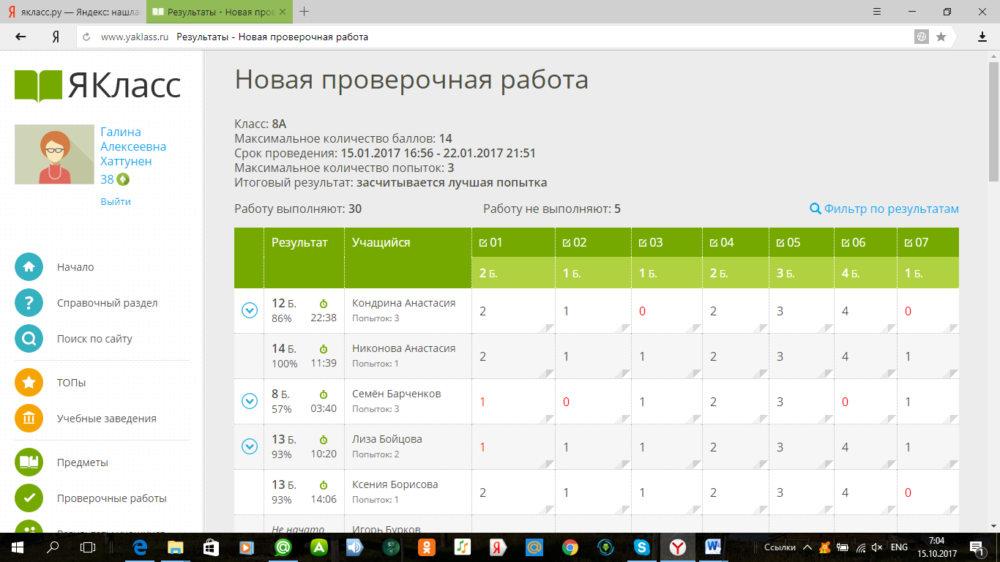 якласс.ру — Яндекс: нашла
Результаты - Новая пров
www.yaklass.ru Результаты - Новая проверочная работа
ЯКласс
Галина
Алексеевна
Хаттунен
38
Выйти
Начало
Справочный раздел
Поиск по сайту
ТОПы
Учебные заведения
Предметы
Проверочные работы
Новая проверочная работа
Класс: 8А
Максимальное количество баллов: 14
Срок проведения: 15.01.2017 16:56 - 22.01.2017 21:51
Максимальное количество попыток: 3
Итоговый результат: засчитывается лучшая попытка
Работу выполняют: 30 Работу не выполняют: 5 Фильтр по результатам
Результат Учащийся 01 02 03 04 05 06 07
2 Б. 1 Б. 1 Б. 2 Б. 3 Б. 4 Б. 1 Б.
12 Б. Кондрина Анастасия 2 1 0 2 3 4 0
86% 22:38 Попыток: 3
14 Б. Никонова Анастасия 2 1 1 2 3 4 1
100% 11:39 Попыток: 1
8 Б. Семён Барченков 1 0 1 2 3 0 1
57% 03:40 Попыток: 3
13 Б. Лиза Бойцова 1 1 1 2 3 4 1
93% 10:20 Попыток: 2
13 Б. Ксения Борисова 2 1 1 2 3 4 0
93% 14:06 Попыток: 1
Не начато Игорь Бурков
Ссылки ENG 7:04
15.10.2017